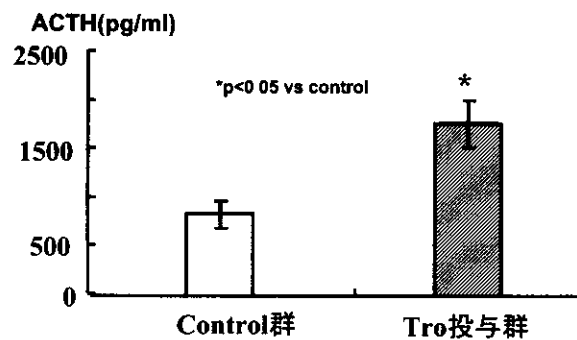 ACTH(pg/ml)
2500
*p<0 05 vs control
*
1500
500
0
Control群
Tro投与群